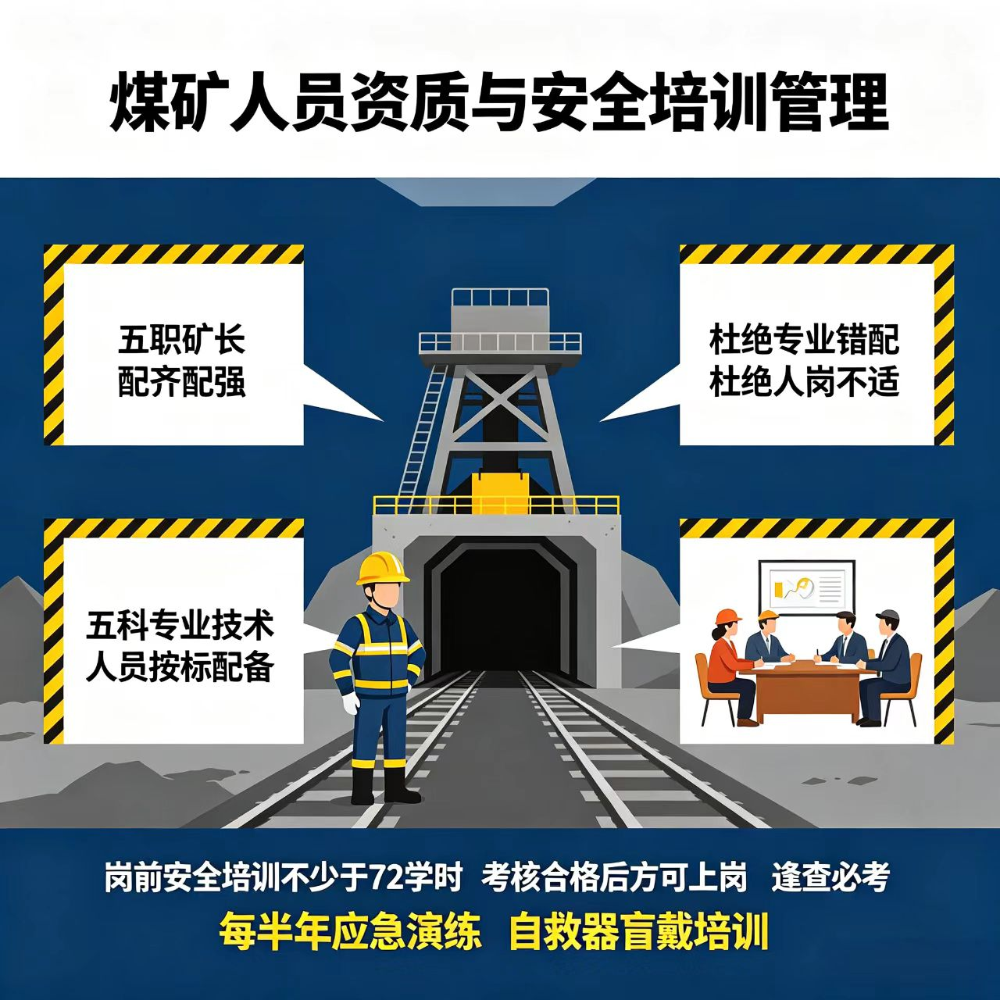 煤矿人员资质与安全培训管理
五职矿长
配齐配强
杜绝专业错配
杜绝人岗不适
五科专业技术
人员按标配备
岗前安全培训不少于72学时 考核合格后方可上岗 逢查必考
每半年应急演练 自救器盲戴培训